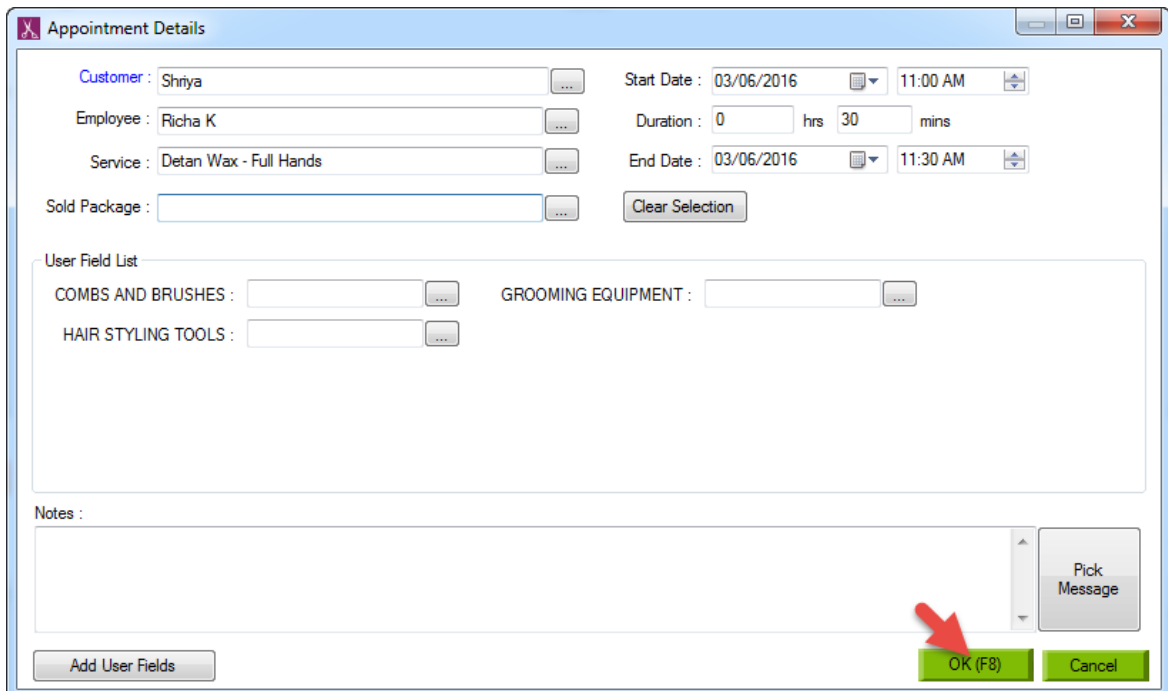 Appointment Details
Customer : Shriya ... Start Date : 03/06/2016 11:00 AM
Employee : Richa K ... Duration : 0 hrs 30 mins
Service : Detan Wax - Full Hands ... End Date : 03/06/2016 11:30 AM
Sold Package : ... Clear Selection
User Field List
COMBS AND BRUSHES : ... GROOMING EQUIPMENT : ...
HAIR STYLING TOOLS : ...
Notes :
Pick
Message
Add User Fields OK (F8) Cancel